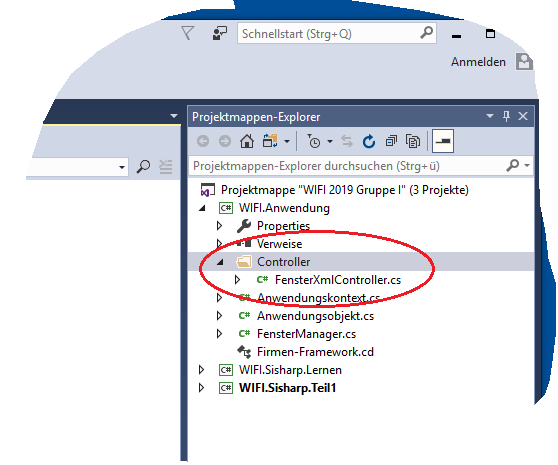 Schnellstart (Strg+Q)
Anmelden
Projektmappen-Explorer
Projektmappen-Explorer durchsuchen (Strg+ü)
Projektmappe "WIFI 2019 Gruppe I" (3 Projekte)
C# WIFI.Anwendung
Properties
Verweise
Controller
C# FensterXmlController.cs
C# Anwendungskontext.cs
C# Anwendungsobjekt.cs
C# FensterManager.cs
Firmen-Framework.cd
C# WIFI.Sisharp.Lernen
C# WIFI.Sisharp.Teil1